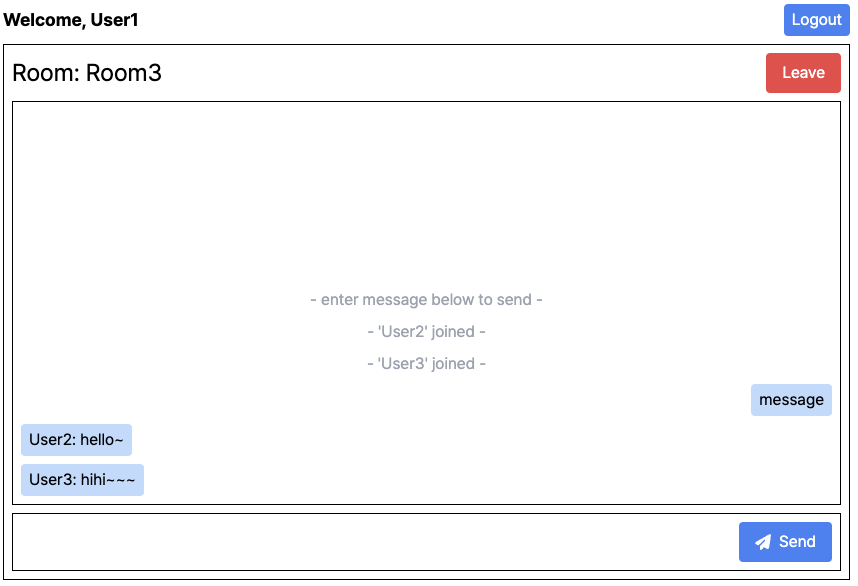 Welcome, User1
Logout
Room: Room3
Leave
- enter message below to send -
- 'User2' joined -
- 'User3' joined -
message
User2: hello~
User3: hihi~~~
Send